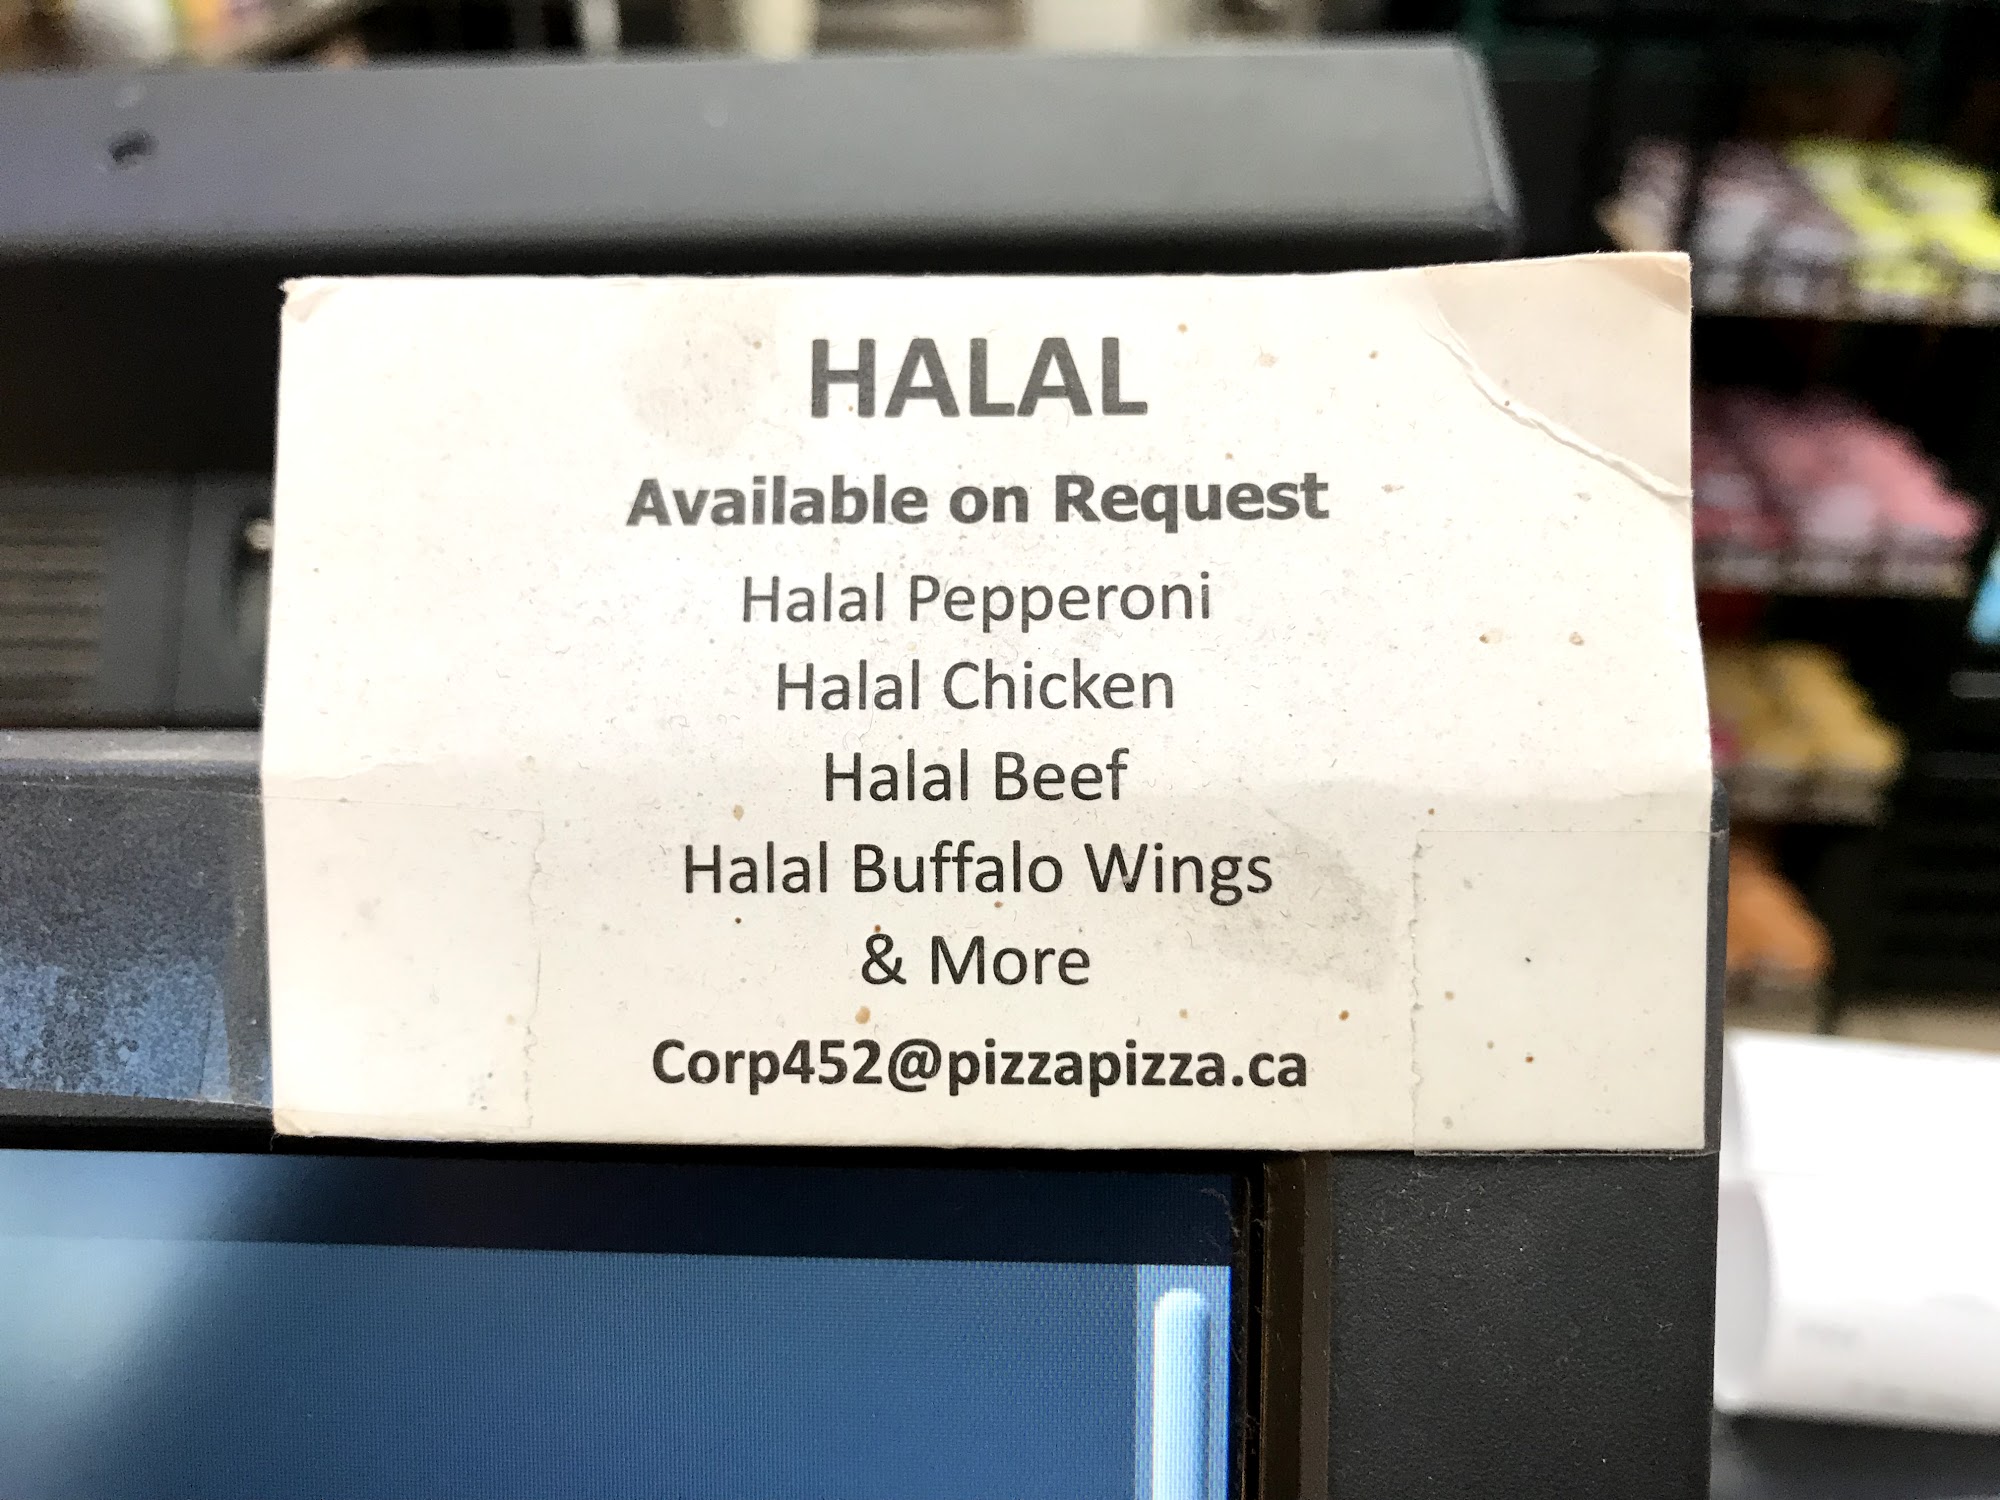 HALAL
Available on Request
Halal Pepperoni
Halal Chicken
Halal Beef
Halal Buffalo Wings
& More
Corp452@pizzapizza.ca